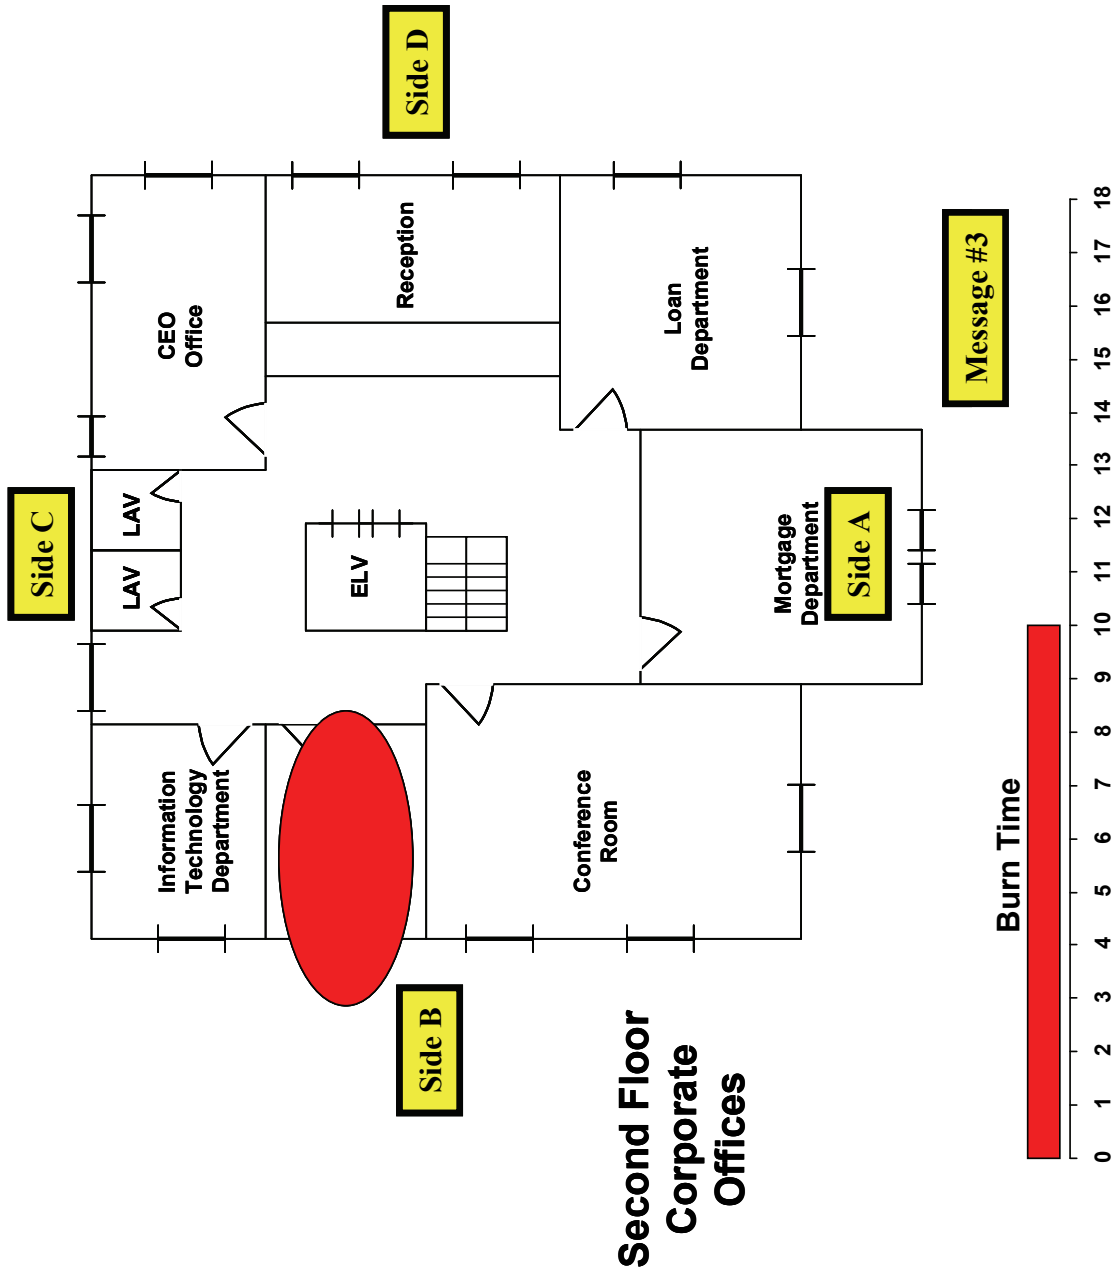 Side C
Side D
LAV
LAV
CEO
Office
Information
Technology
Department
ELV
Reception
Side B
Conference
Room
Loan
Department
Mortgage
Department
Side A
Second Floor
Corporate
Offices
Message #3
Burn Time
0 1 2 3 4 5 6 7 8 9 10 11 12 13 14 15 16 17 18